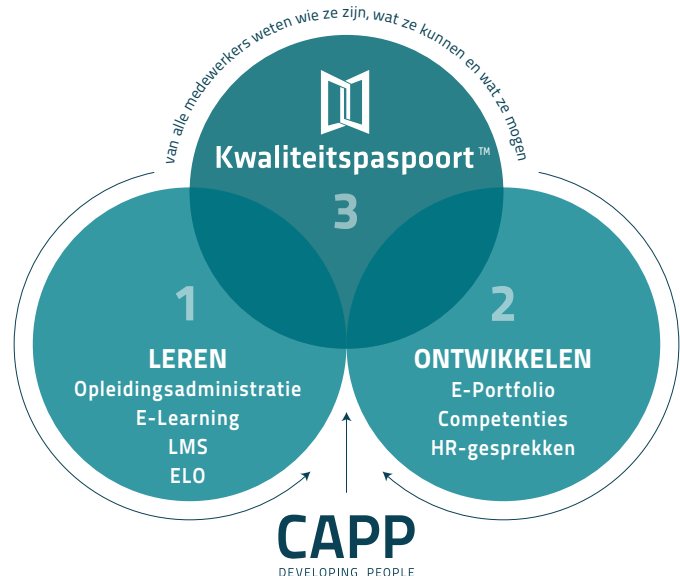 van alle medewerkers weten wie ze zijn, wat ze kunnen en wat ze mogen
Kwaliteitspaspoort™
3
1
LEREN
Opleidingsadministratie
E-Learning
LMS
ELO
2
ONTWIKKELEN
E-Portfolio
Competenties
HR-gesprekken
CAPP
DEVELOPING PEOPLE